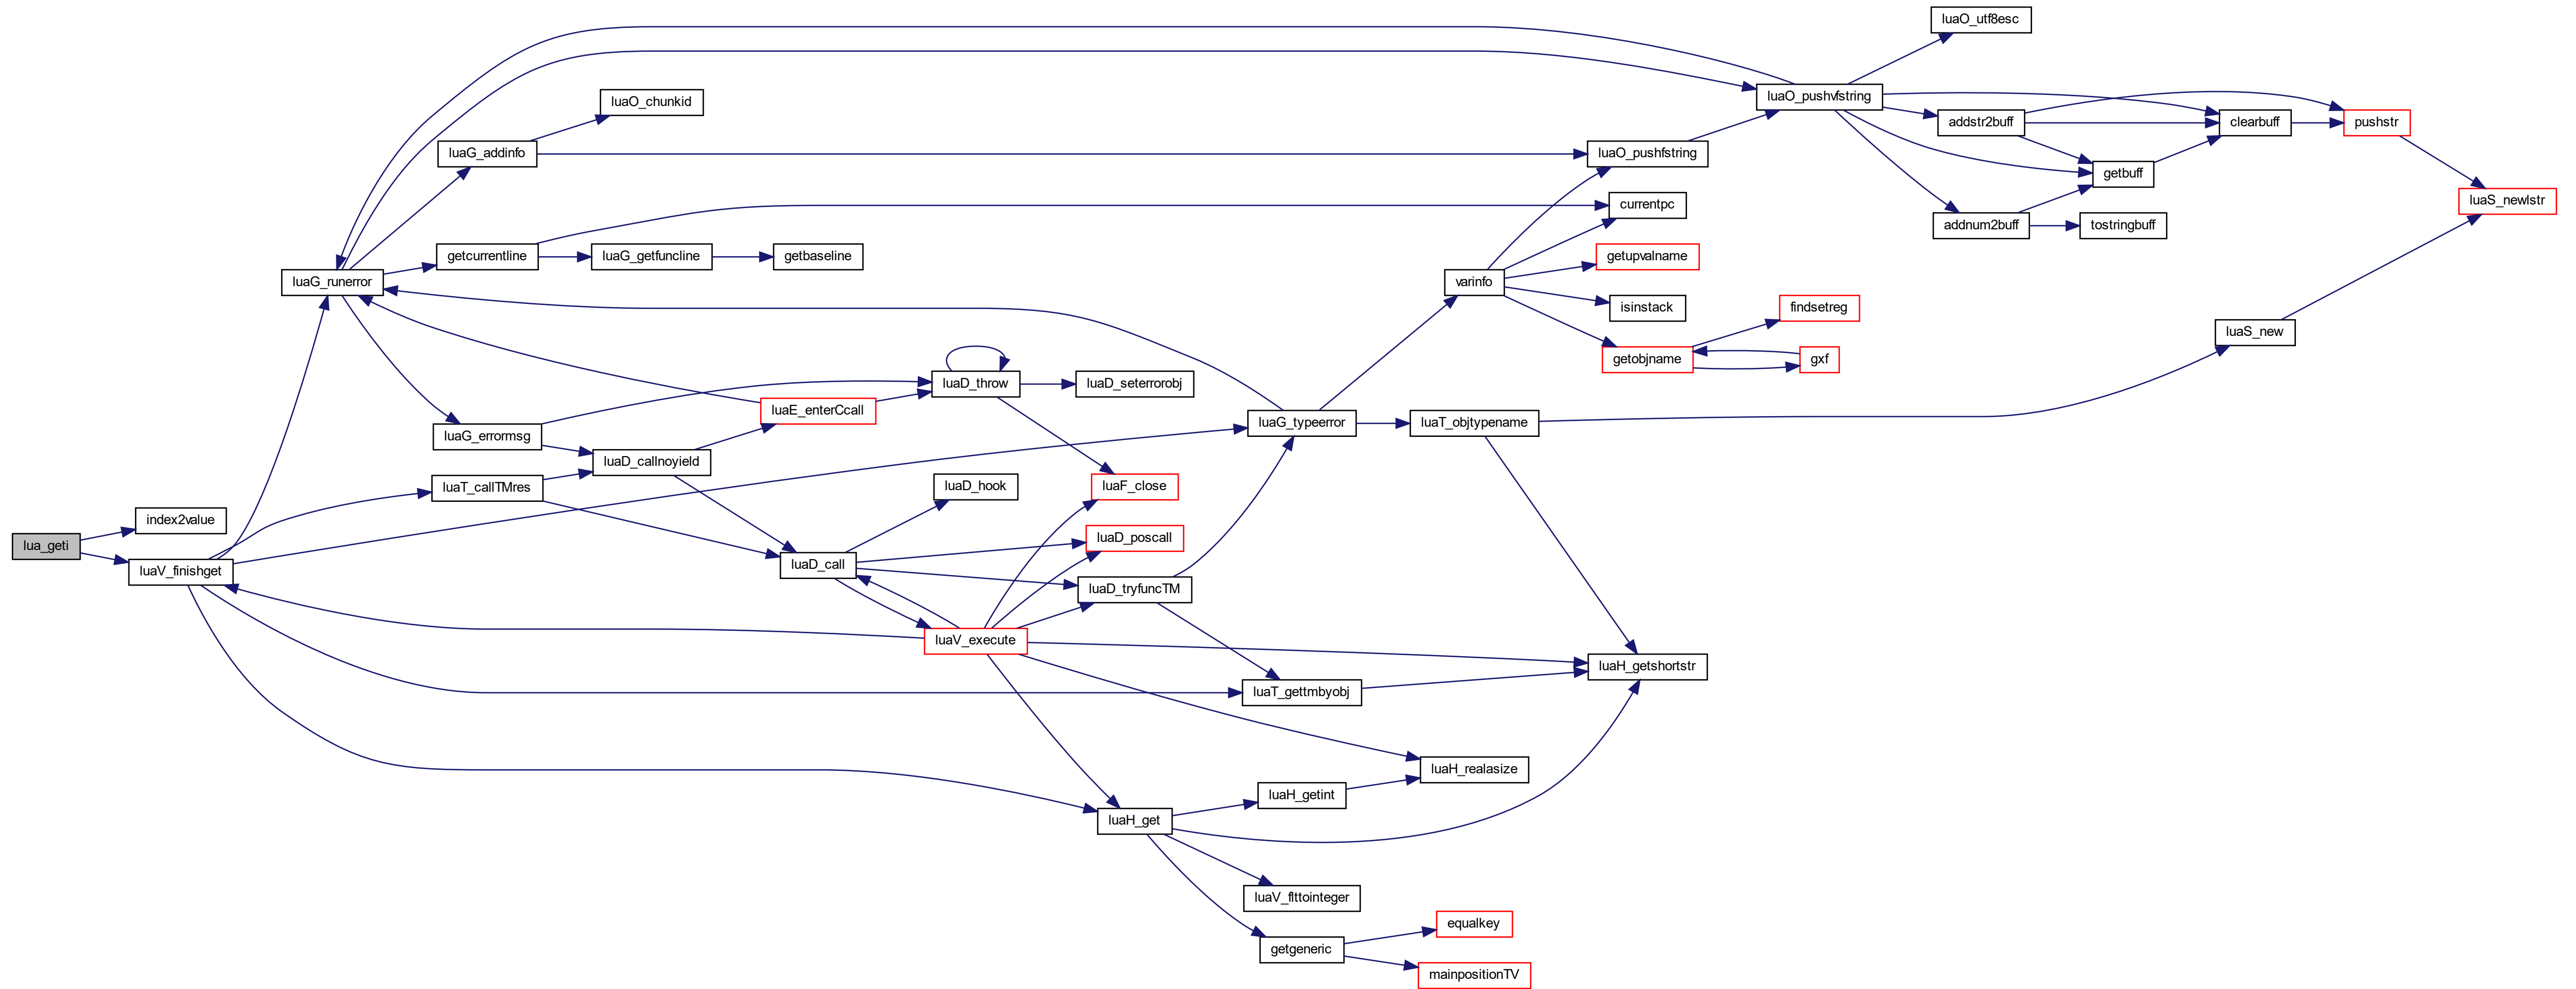 lua_geti
index2value
luaV_finishget
luaG_runerror
luaG_addinfo
luaO_chunkid
getcurrentline
luaG_getfuncline
getbaseline
luaG_errormsg
luaT_callTMres
luaD_callnoyield
luaE_enterCcall
luaD_call
luaD_throw
luaD_seterrorobj
luaD_hook
luaF_close
luaD_poscall
luaD_tryfuncTM
luaV_execute
luaG_typeerror
luaT_gettmbyobj
luaH_get
luaH_getint
luaH_realasize
luaV_flttointeger
getgeneric
equalkey
mainpositionTV
luaT_objtypename
varinfo
luaO_pushfstring
currentpc
getupvalname
isinstack
getobjname
findsetreg
gxf
luaH_getshortstr
luaO_pushvfstring
luaO_utf8esc
addstr2buff
addnum2buff
getbuff
tostringbuff
clearbuff
pushstr
luaS_new
luaS_newlstr